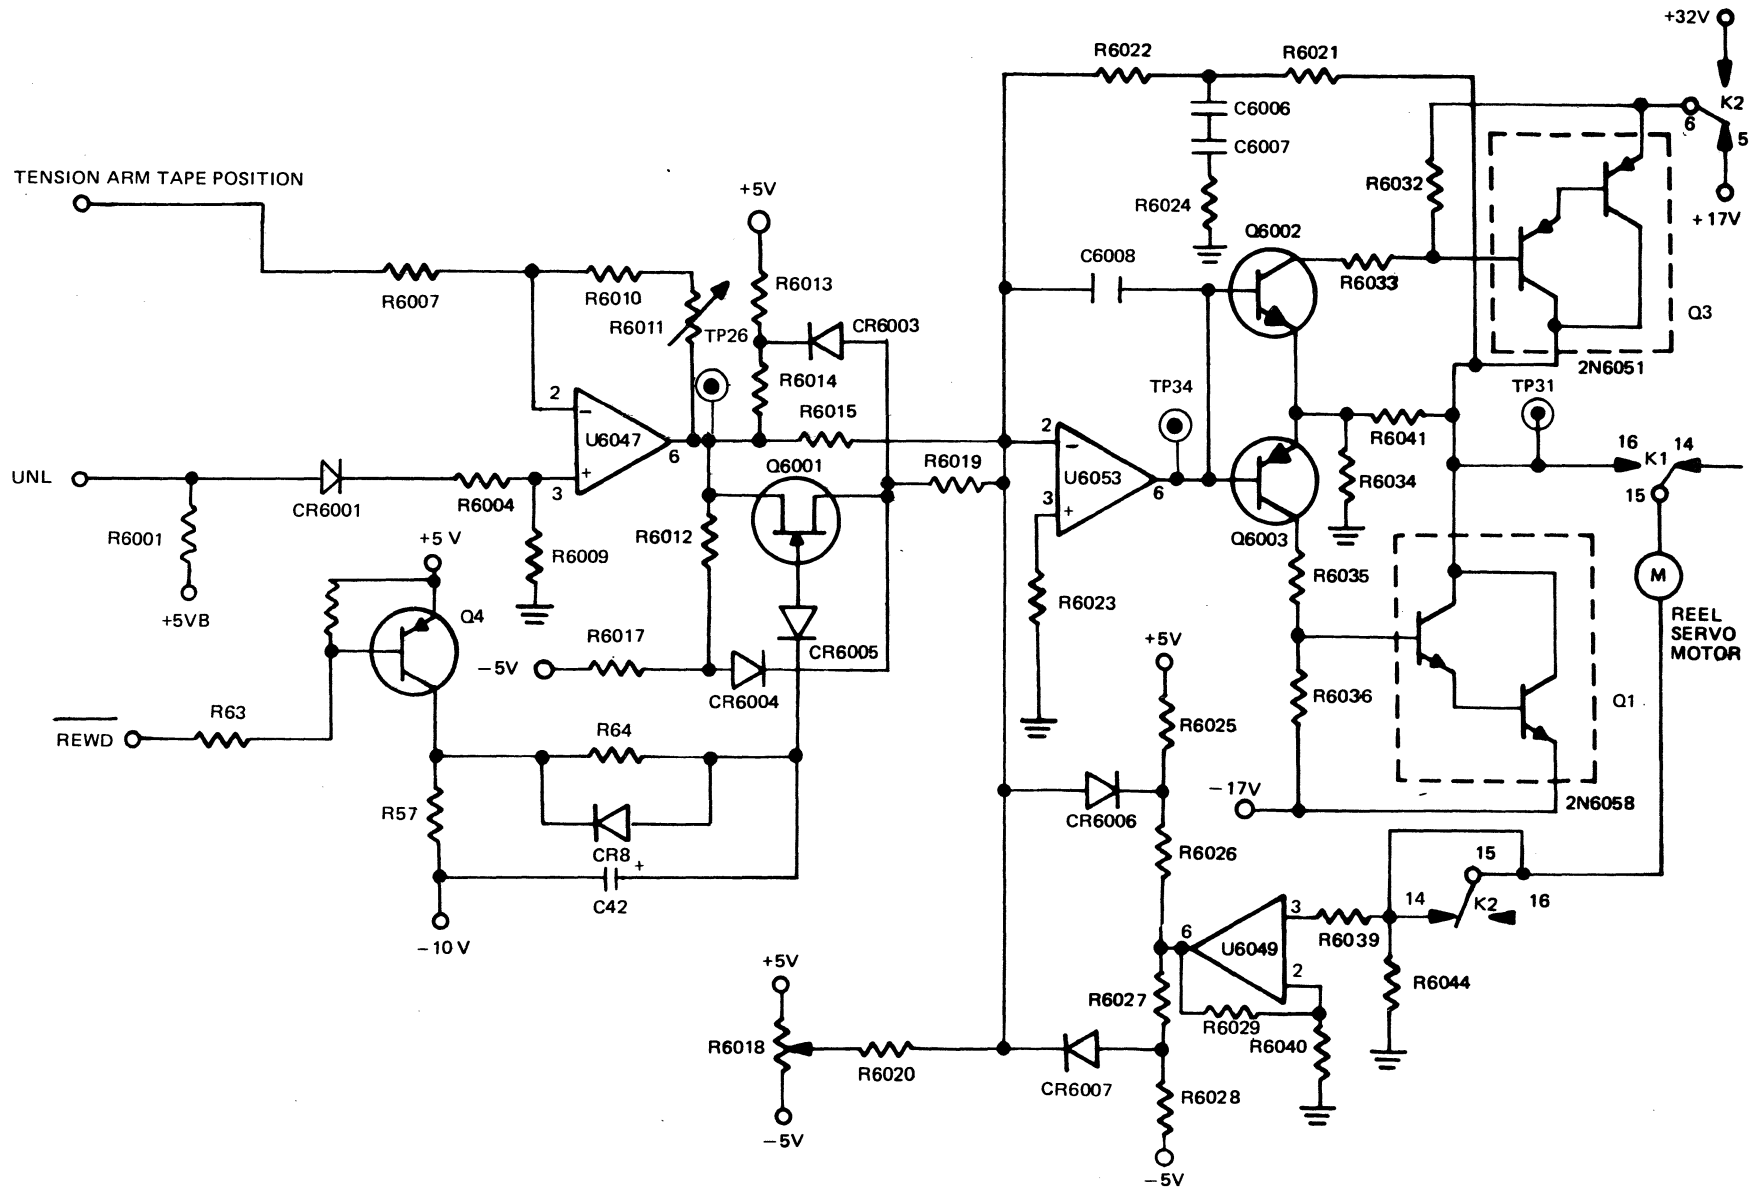 +32V
R6022
R6021
K2
6
5
C6006
C6007
TENSION ARM TAPE POSITION
+5V
R6032
R6024
+17V
Q6002
C6008
R6007
R6010
R6013
R6033
R6011
TP26
CR6003
Q3
R6014
2N6051
TP34
TP31
2
R6015
U6047
6
2
R6041
16
14
K1
UNL
3
Q6001
R6019
U6053
6
15
R6034
CR6001
R6004
3
R6001
R6012
Q6003
+5 V
R6009
R6035
M
+5VB
Q4
R6023
REEL
SERVO
MOTOR
R6017
−5V
CR6005
+5V
CR6004
R6036
Q1
R63
REWD
R64
R6025
−17V
2N6058
R57
CR6006
CR8
+
R6026
15
C42
14
K2
16
3
−10 V
6
U6049
R6039
+5V
2
R6044
R6027
R6029
R6018
R6040
R6020
CR6007
R6028
−5V
−5V